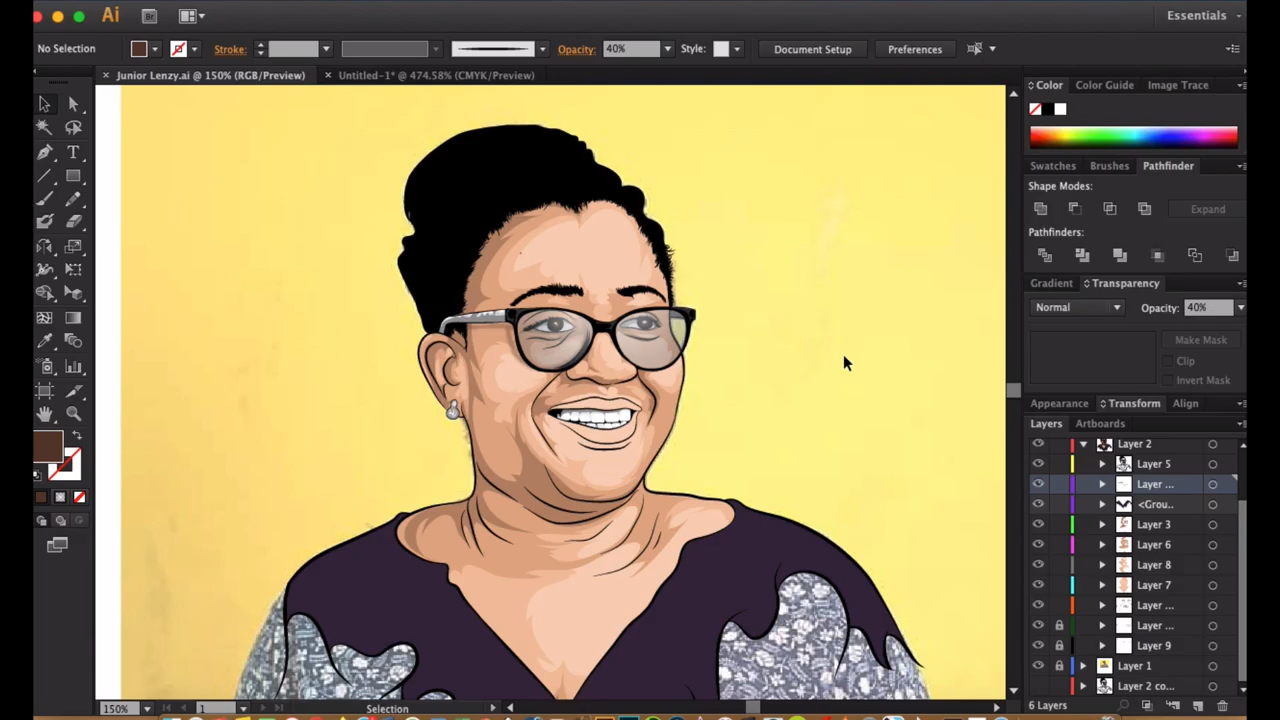 Ai
Br
Essentials
No Selection
Stroke:
Opacity:
40%
Style:
Document Setup
Preferences
× Junior Lenzy.ai @ 150% (RGB/Preview)
× Untitled-1* @ 474.58% (CMYK/Preview)
Color
Color Guide
Image Trace
Swatches
Brushes
Pathfinder
Shape Modes:
Expand
Pathfinders:
Gradient
Transparency
Normal
Opacity:
40%
Make Mask
Clip
Invert Mask
Appearance
Transform
Align
Layers
Artboards
Layer 2
Layer 5
Layer ...
<Grou..
Layer 3
Layer 6
Layer 8
Layer 7
Layer ...
Layer ...
Layer 9
Layer 1
Layer 2 co...
6 Layers
150%
1
Selection